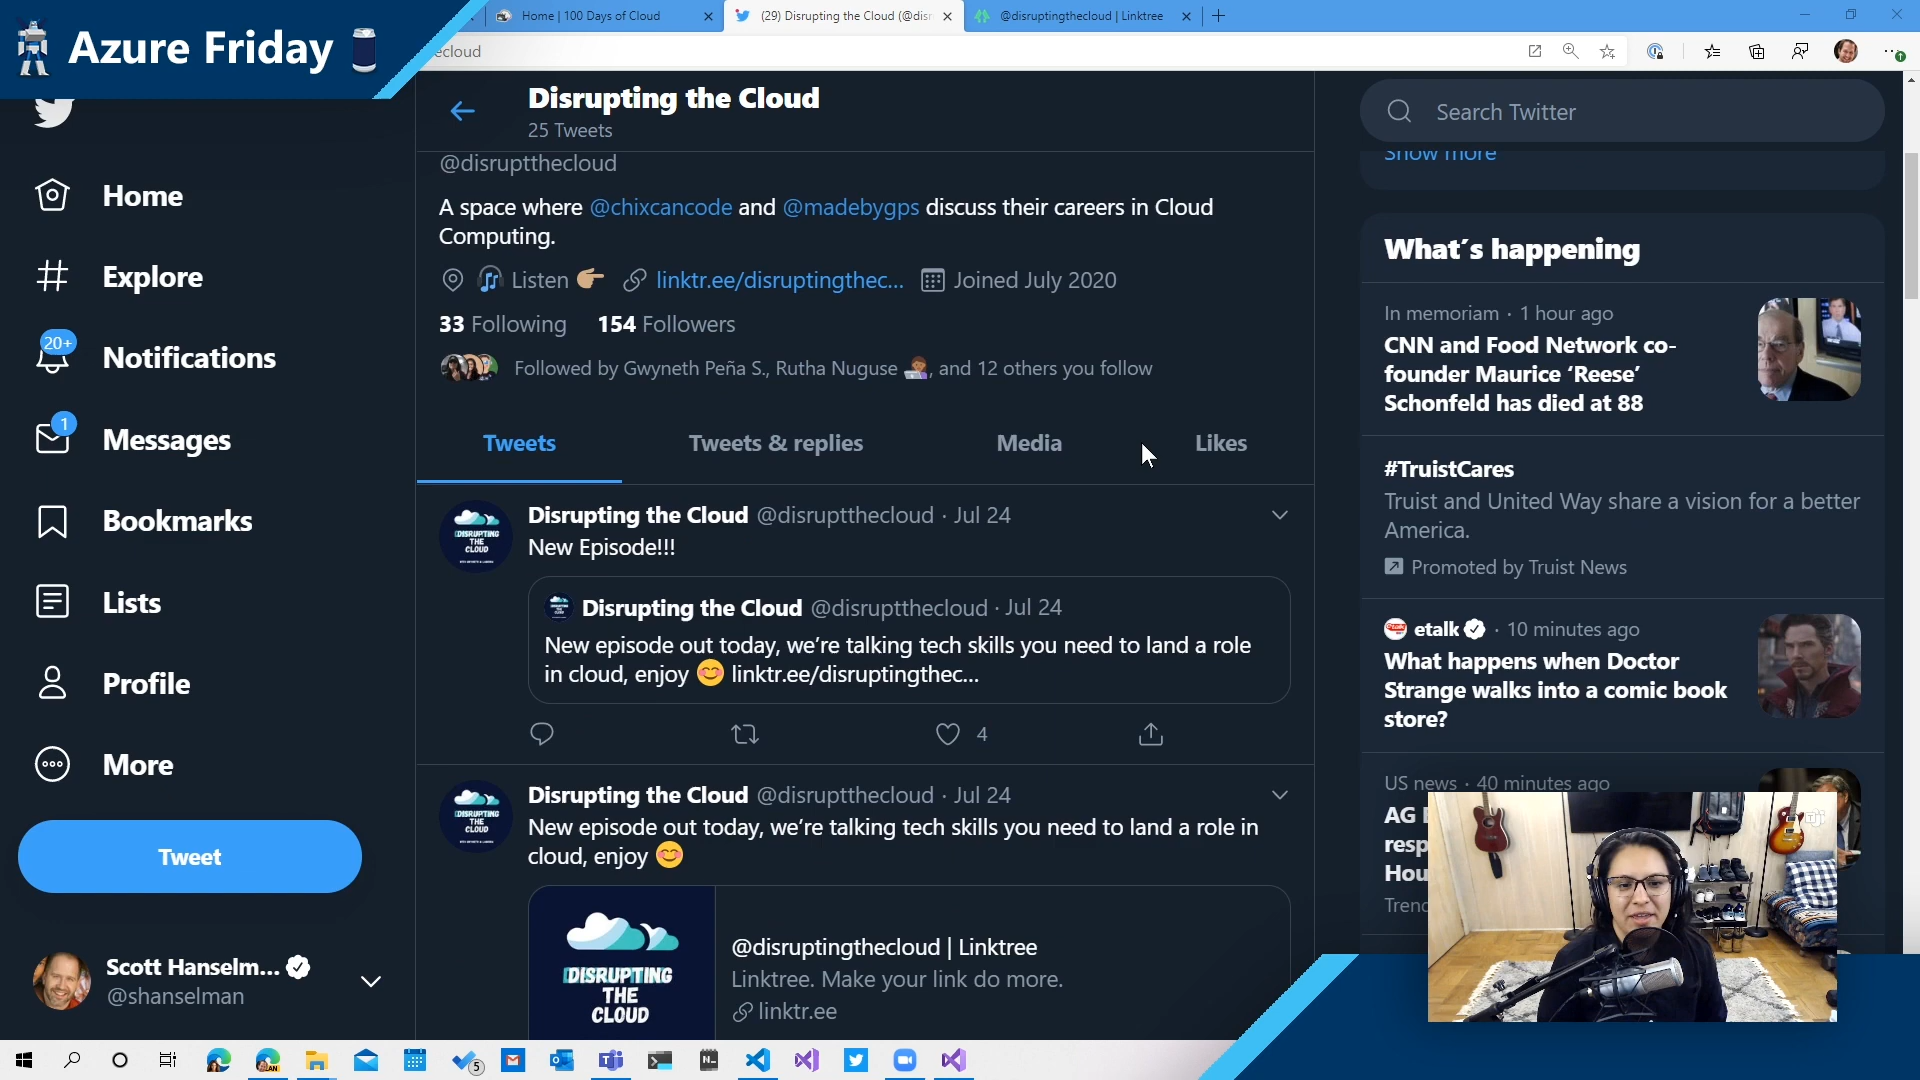 Azure Friday
Home | 100 Days of Cloud
(29) Disrupting the Cloud (@disr
@disruptingthecloud | Linktree
ecloud
Home
Explore
20+
Notifications
1
Messages
Bookmarks
Lists
Profile
More
Tweet
Scott Hanselm...
@shanselman
Disrupting the Cloud
25 Tweets
@disruptthecloud
A space where @chixcancode and @madebygps discuss their careers in Cloud
Computing.
Listen linktr.ee/disruptingthec... Joined July 2020
33 Following 154 Followers
Followed by Gwyneth Peña S., Rutha Nuguse , and 12 others you follow
Tweets Tweets & replies Media Likes
Disrupting the Cloud @disruptthecloud · Jul 24
New Episode!!!
Disrupting the Cloud @disruptthecloud · Jul 24
New episode out today, we’re talking tech skills you need to land a role
in cloud, enjoy 😊 linktr.ee/disruptingthec...
4
Disrupting the Cloud @disruptthecloud · Jul 24
New episode out today, we’re talking tech skills you need to land a role in
cloud, enjoy 😊
DISRUPTING
THE
CLOUD
@disruptingthecloud | Linktree
Linktree. Make your link do more.
linktr.ee
Search Twitter
Show more
What’s happening
In memoriam · 1 hour ago
CNN and Food Network co-
founder Maurice ‘Reese’
Schonfeld has died at 88
#TruistCares
Truist and United Way share a vision for a better
America.
Promoted by Truist News
etalk · 10 minutes ago
What happens when Doctor
Strange walks into a comic book
store?
US news · 40 minutes ago
AG
resp
Hou
Trend
5